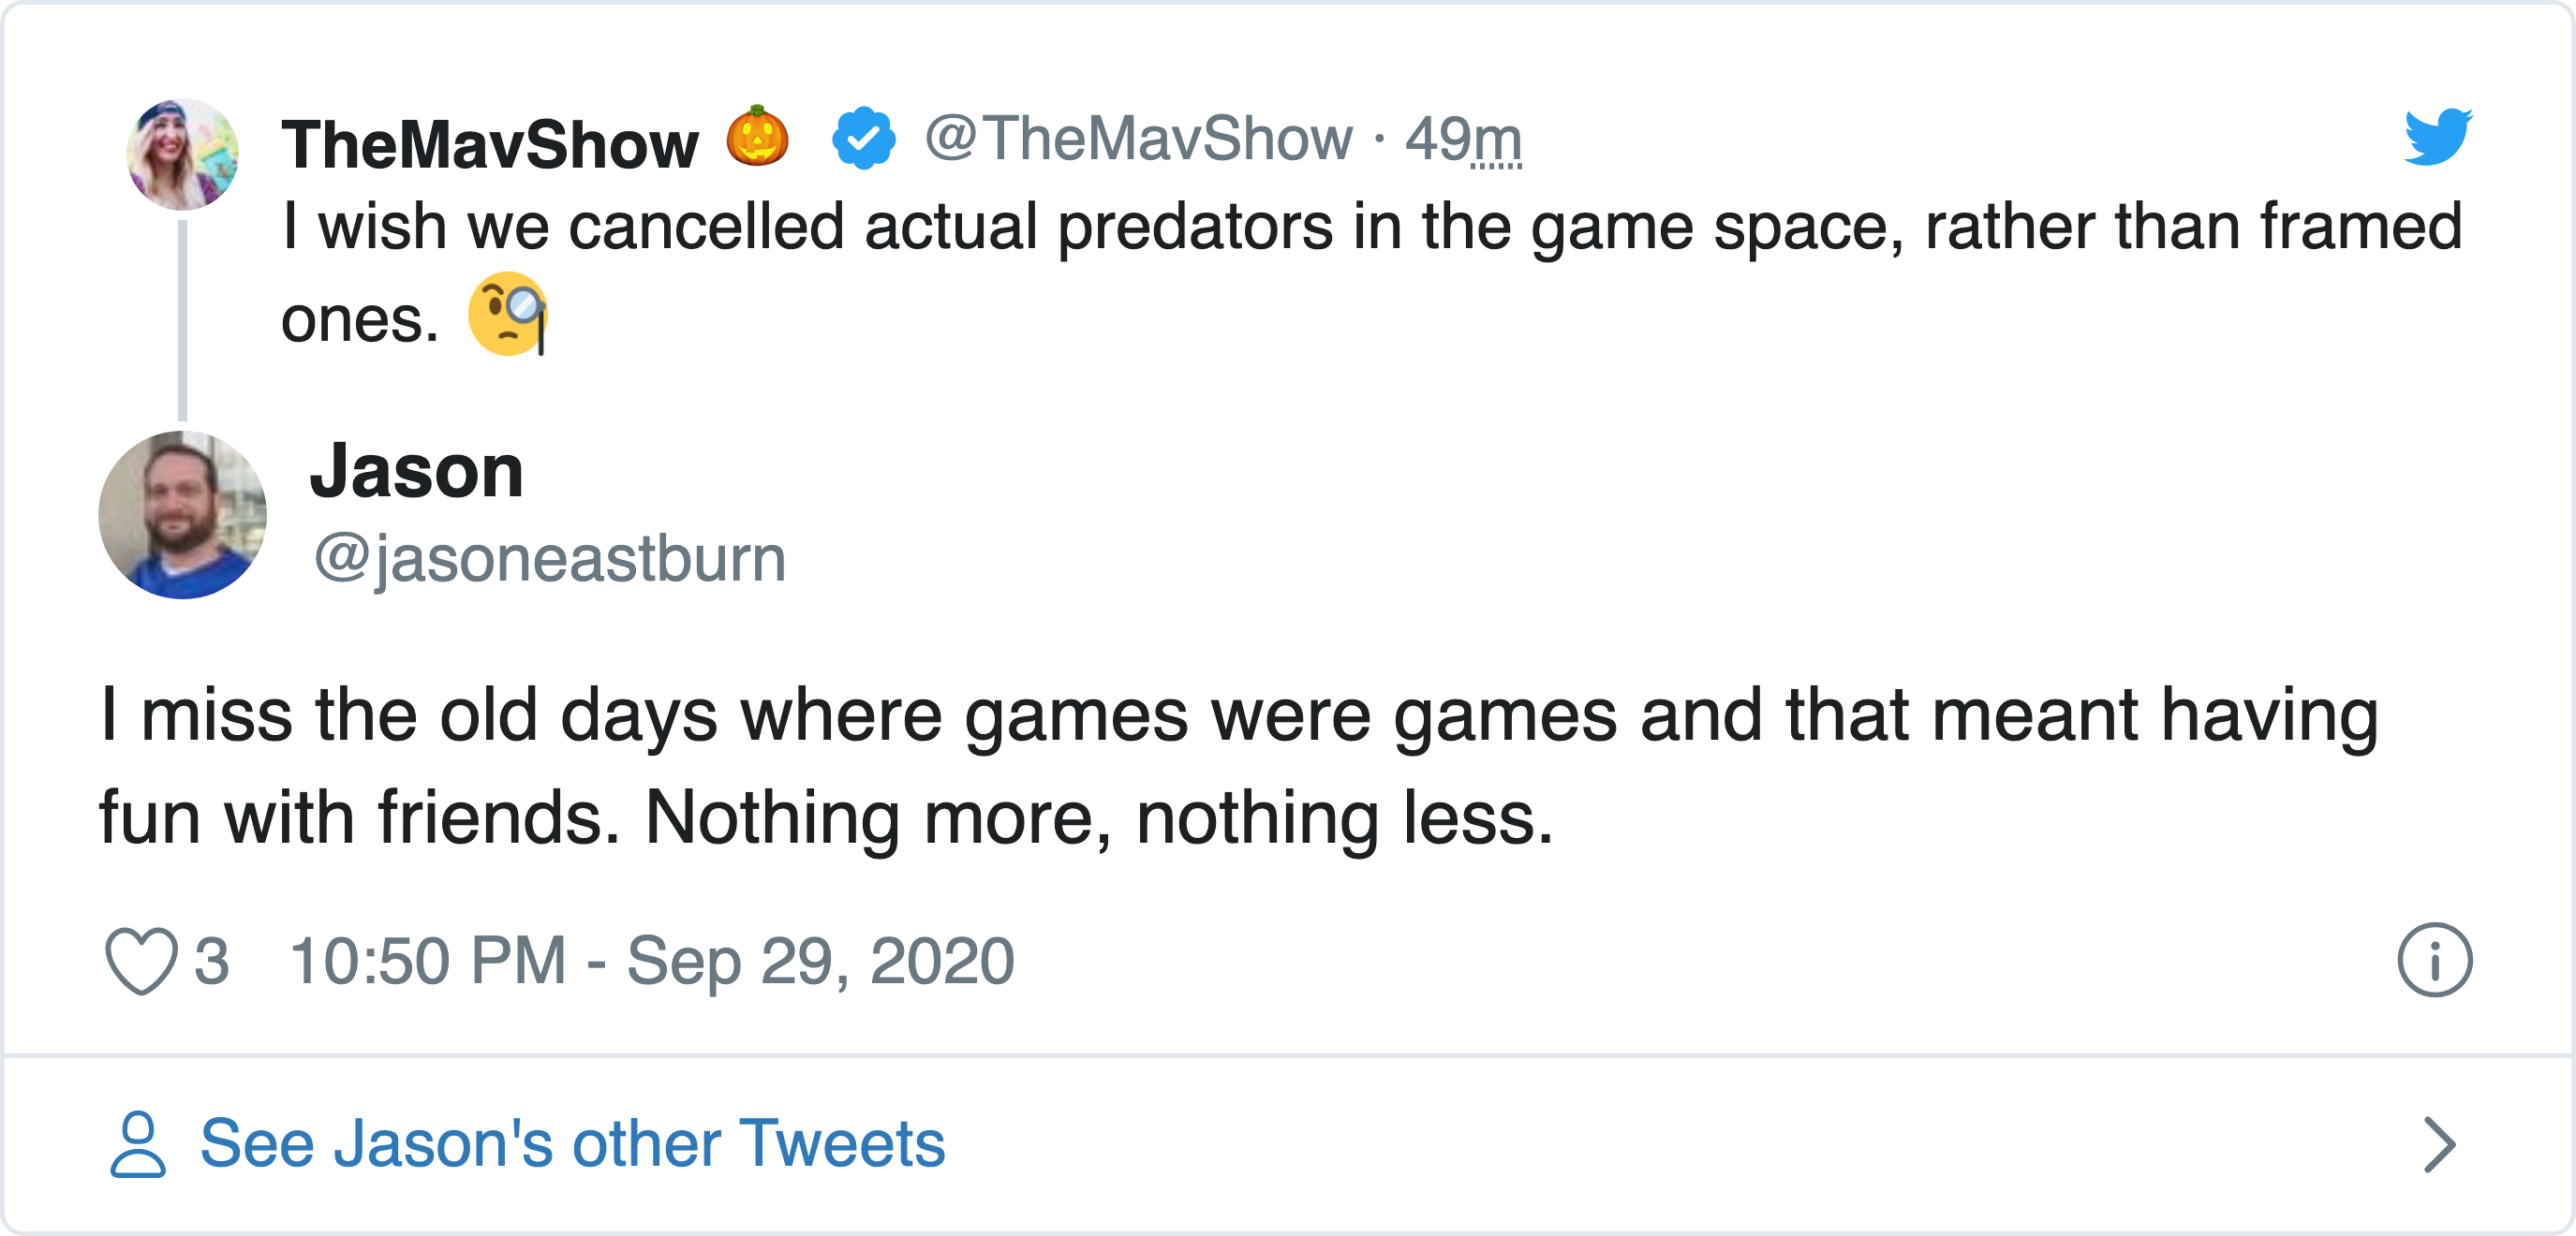 TheMavShow 🎃 @TheMavShow · 49m
I wish we cancelled actual predators in the game space, rather than framed
ones. 🧐
Jason
@jasoneastburn
I miss the old days where games were games and that meant having
fun with friends. Nothing more, nothing less.
3 10:50 PM - Sep 29, 2020
See Jason's other Tweets